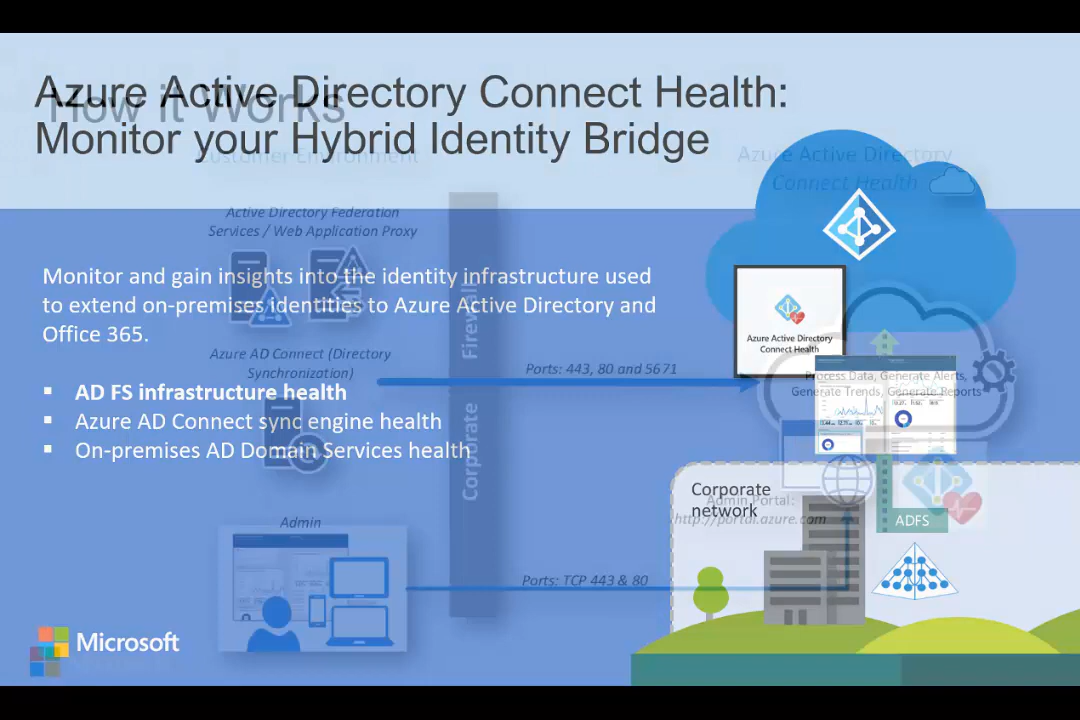 Azure Active Directory Connect Health:
Monitor your Hybrid Identity Bridge
How it Works
Customer Environment
Azure Active Directory
Connect Health
Active Directory Federation
Services / Web Application Proxy
Monitor and gain insights into the identity infrastructure used
to extend on-premises identities to Azure Active Directory and
Office 365.
Azure AD Connect (Directory
Synchronization)
AD FS infrastructure health
Azure AD Connect sync engine health
On-premises AD Domain Services health
Corporate Firewall
Ports: 443, 80 and 5671
Azure Active Directory
Connect Health
Process Data, Generate Alerts,
Generate Trends, Generate Reports
Corporate
network
Admin Portal:
http://portal.azure.com
ADFS
Admin
Ports: TCP 443 & 80
Microsoft